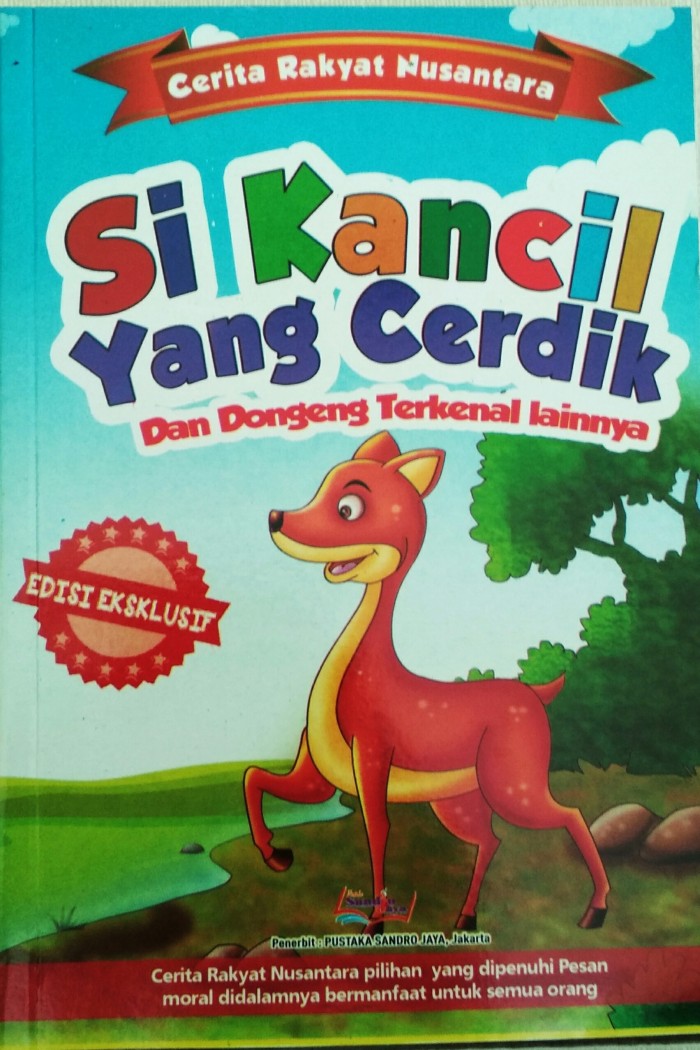 Cerita Rakyat Nusantara
Si Kancil
Yang Cerdik
Dan Dongeng Terkenal lainnya
EDISI EKSKLUSIF
Penerbit : PUSTAKA SANDRO JAYA, Jakarta
Cerita Rakyat Nusantara pilihan yang dipenuhi Pesan
moral didalamnya bermanfaat untuk semua orang